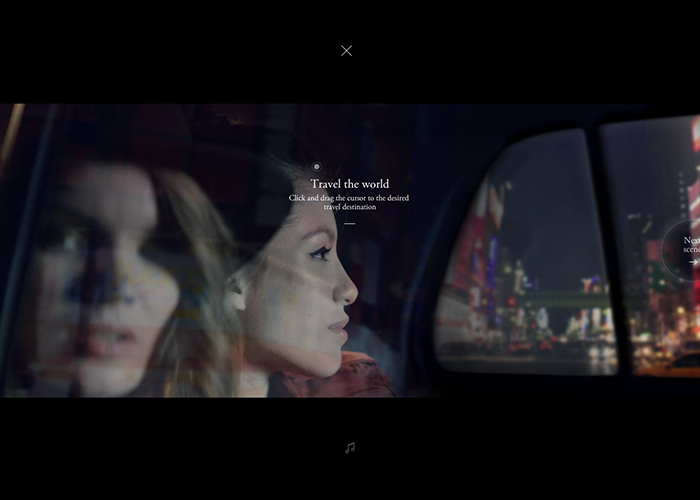 Travel the world
Click and drag the cursor to the desired
travel destination
Next
scene